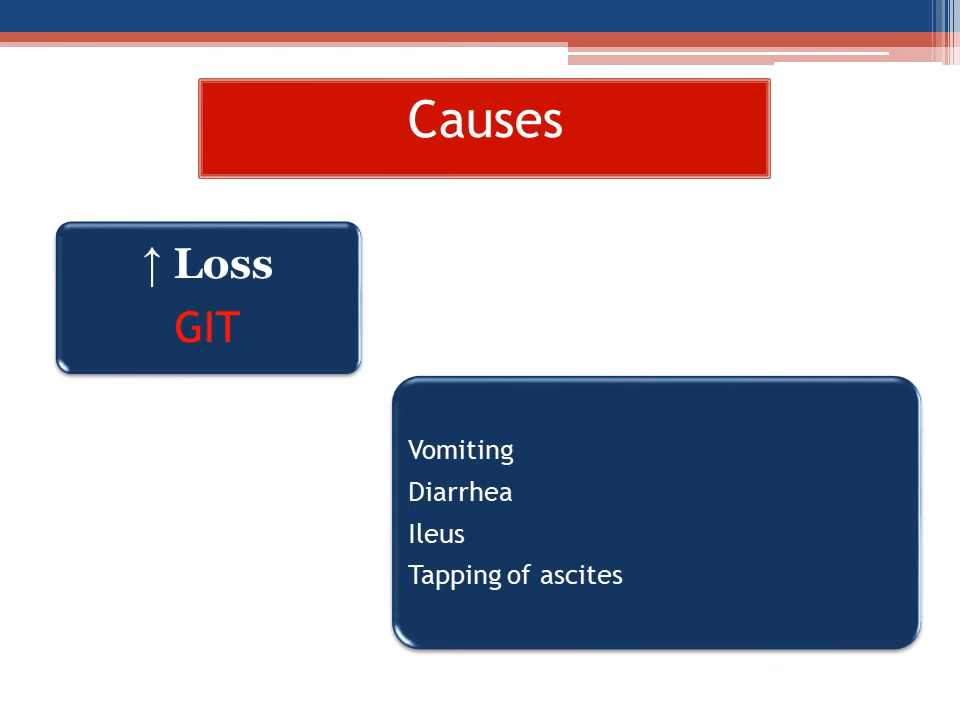 Causes
↑ Loss
GIT
Vomiting
Diarrhea
Ileus
Tapping of ascites